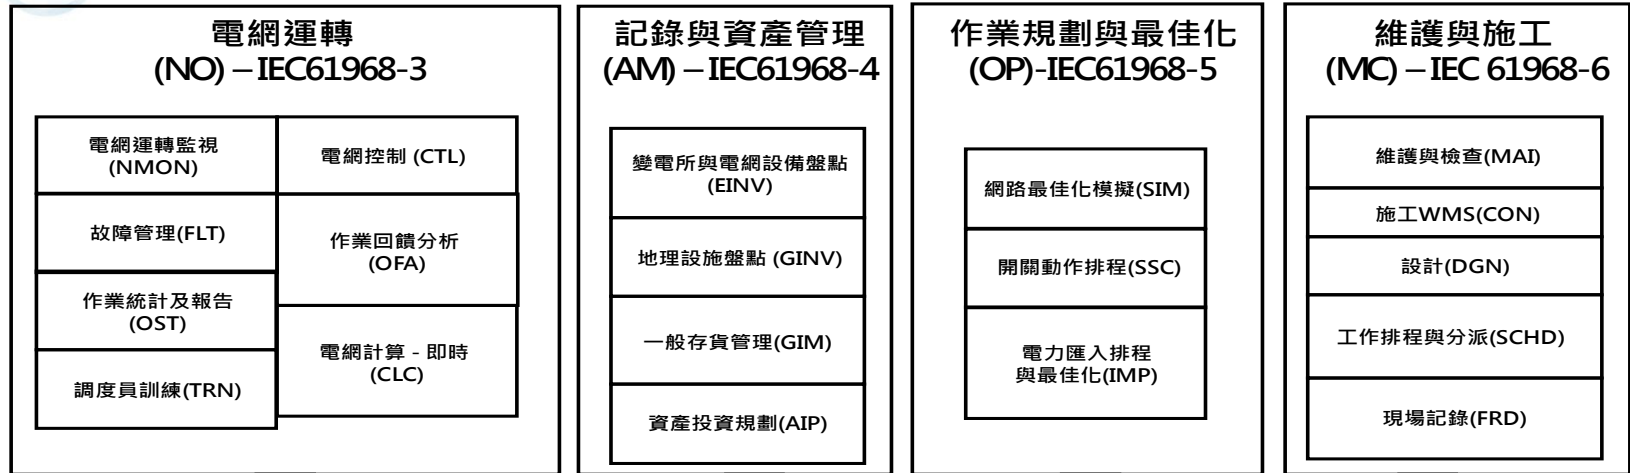 電網運轉
(NO) – IEC61968-3
電網運轉監視
(NMON)
故障管理(FLT)
作業統計及報告
(OST)
調度員訓練(TRN)
電網控制 (CTL)
作業回饋分析
(OFA)
電網計算 - 即時
(CLC)
記錄與資產管理
(AM) – IEC61968-4
變電所與電網設備盤點
(EINV)
地理設施盤點 (GINV)
一般存貨管理(GIM)
資產投資規劃(AIP)
作業規劃與最佳化
(OP)-IEC61968-5
網路最佳化模擬(SIM)
開關動作排程(SSC)
電力匯入排程
與最佳化(IMP)
維護與施工
(MC) – IEC 61968-6
維護與檢查(MAI)
施工WMS(CON)
設計(DGN)
工作排程與分派(SCHD)
現場記錄(FRD)